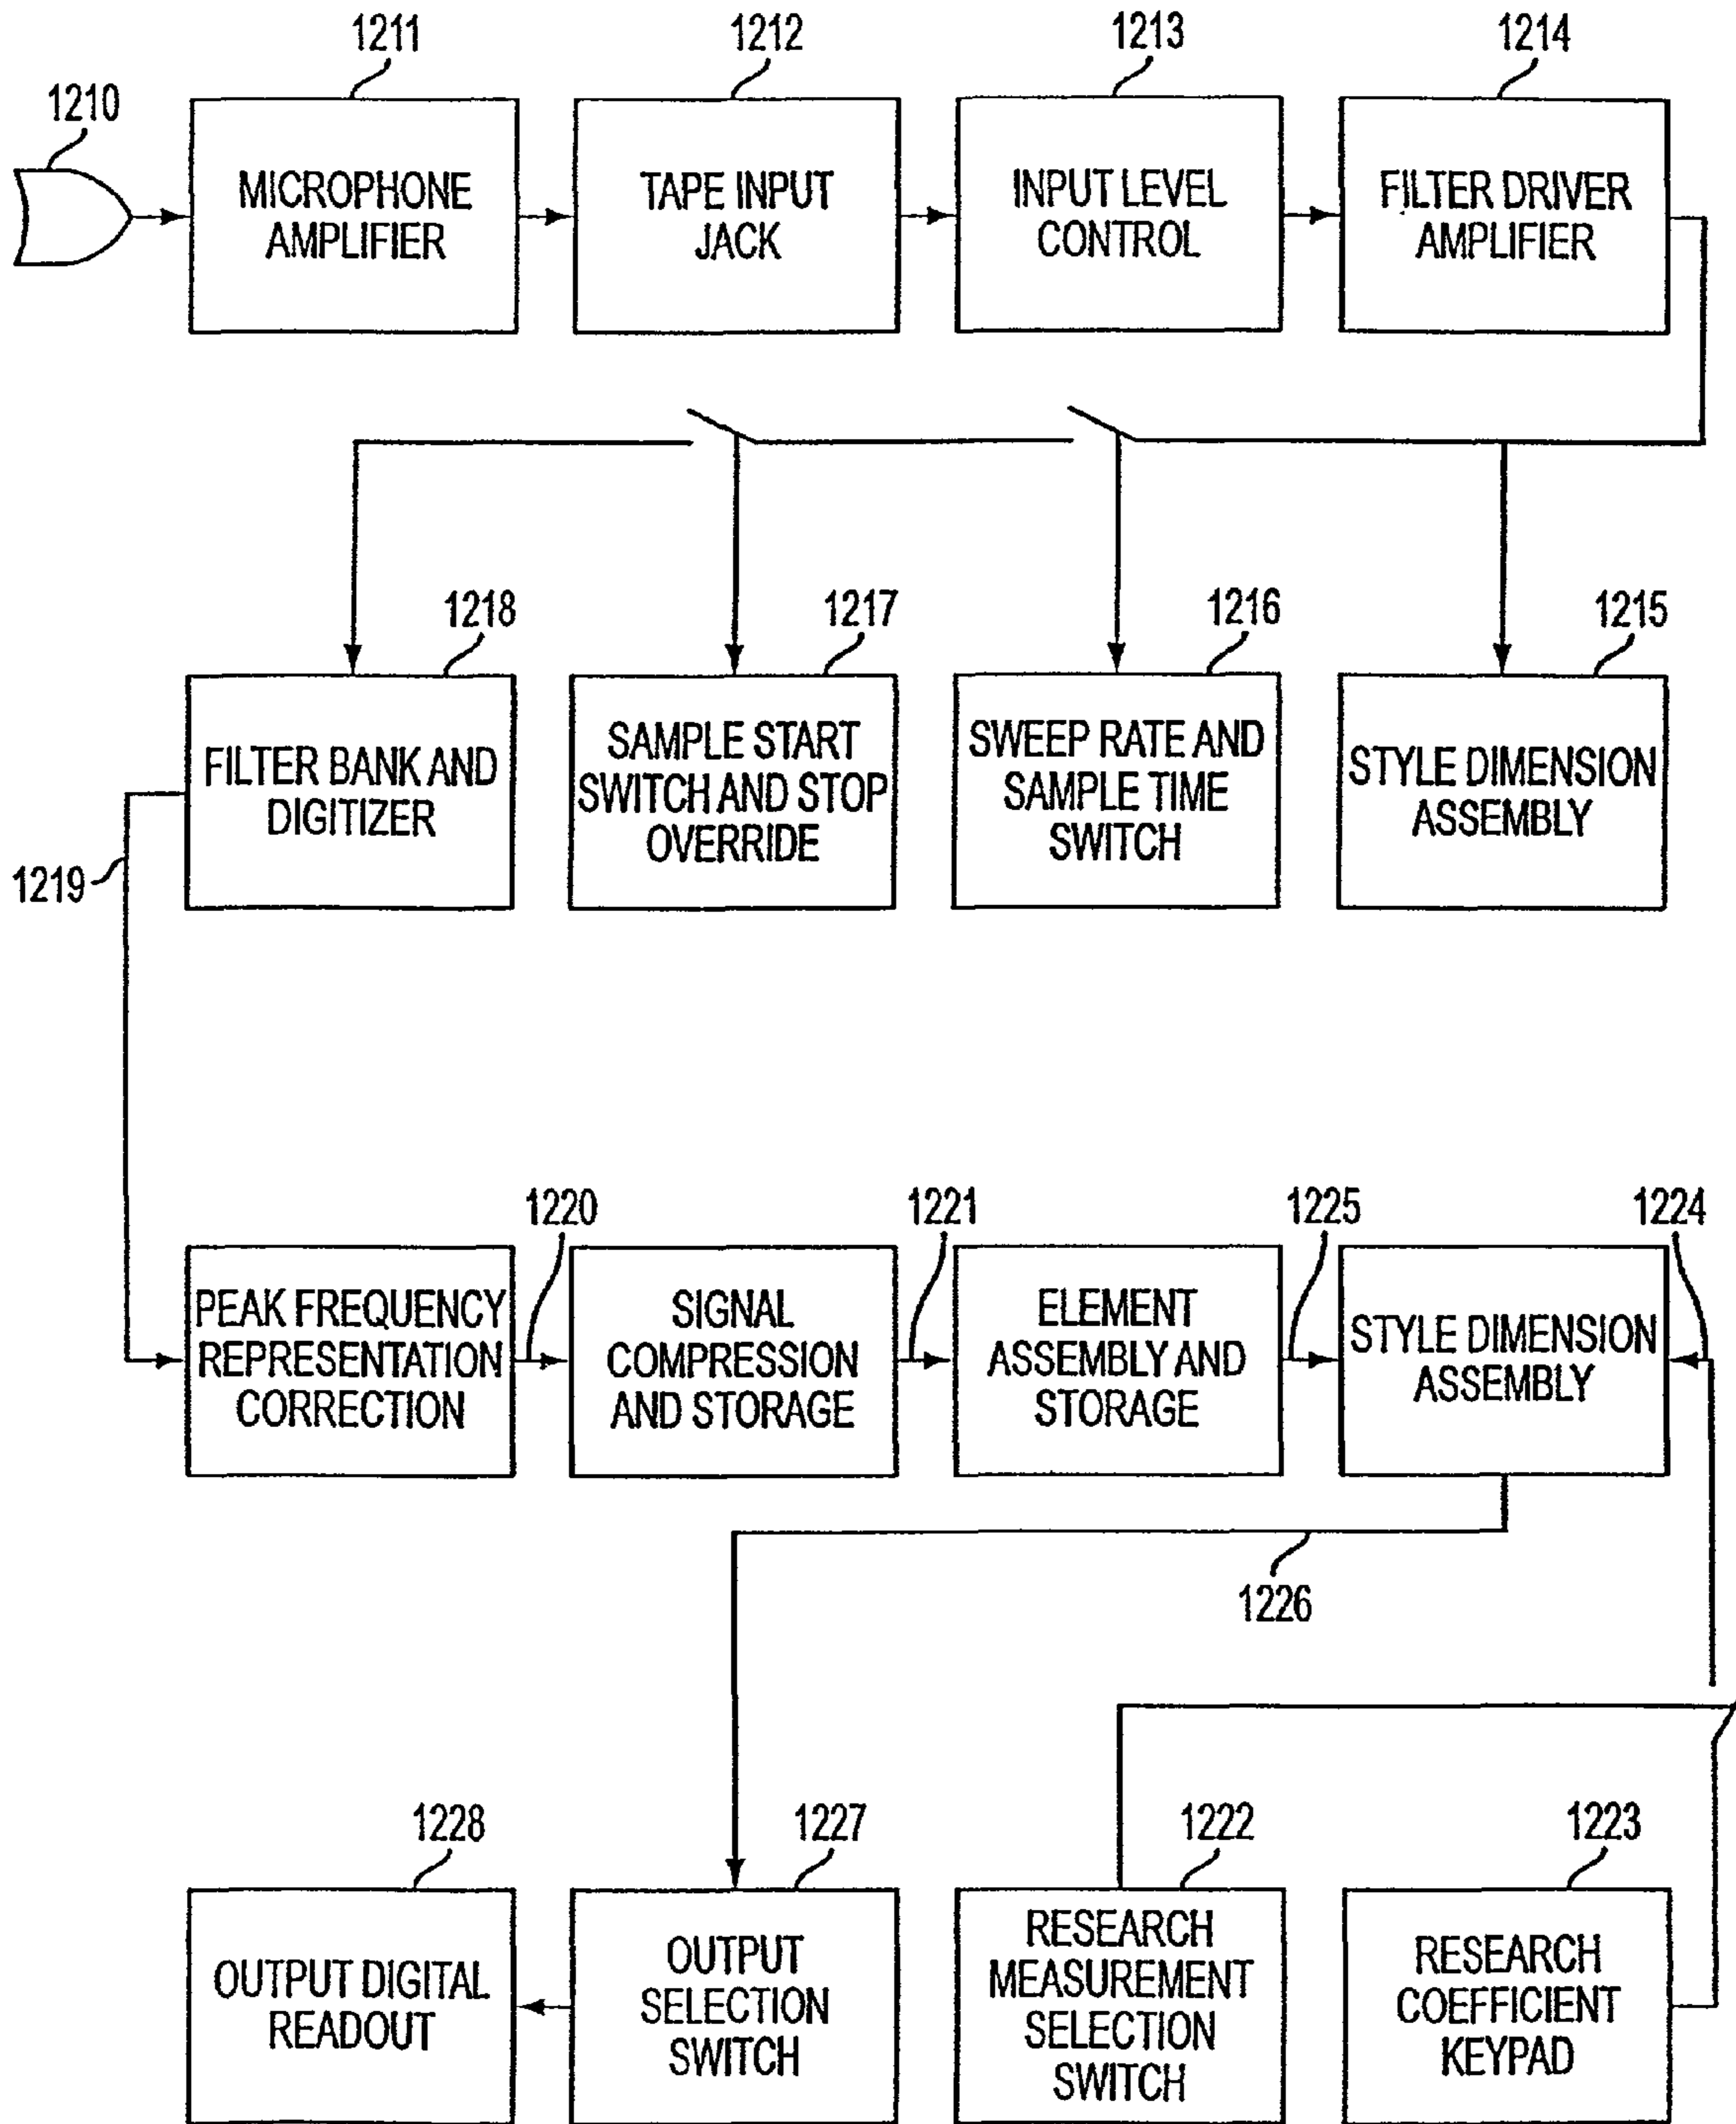 1210
1211
1212
1213
1214
MICROPHONE
AMPLIFIER
TAPE INPUT
JACK
INPUT LEVEL
CONTROL
FILTER DRIVER
AMPLIFIER
1218
1217
1216
1215
FILTER BANK AND
DIGITIZER
SAMPLE START
SWITCH AND STOP
OVERRIDE
SWEEP RATE AND
SAMPLE TIME
SWITCH
STYLE DIMENSION
ASSEMBLY
1219
1220
1221
1225
1224
PEAK FREQUENCY
REPRESENTATION
CORRECTION
SIGNAL
COMPRESSION
AND STORAGE
ELEMENT
ASSEMBLY AND
STORAGE
STYLE DIMENSION
ASSEMBLY
1226
1228
1227
1222
1223
OUTPUT DIGITAL
READOUT
OUTPUT
SELECTION
SWITCH
RESEARCH
MEASUREMENT
SELECTION
SWITCH
RESEARCH
COEFFICIENT
KEYPAD